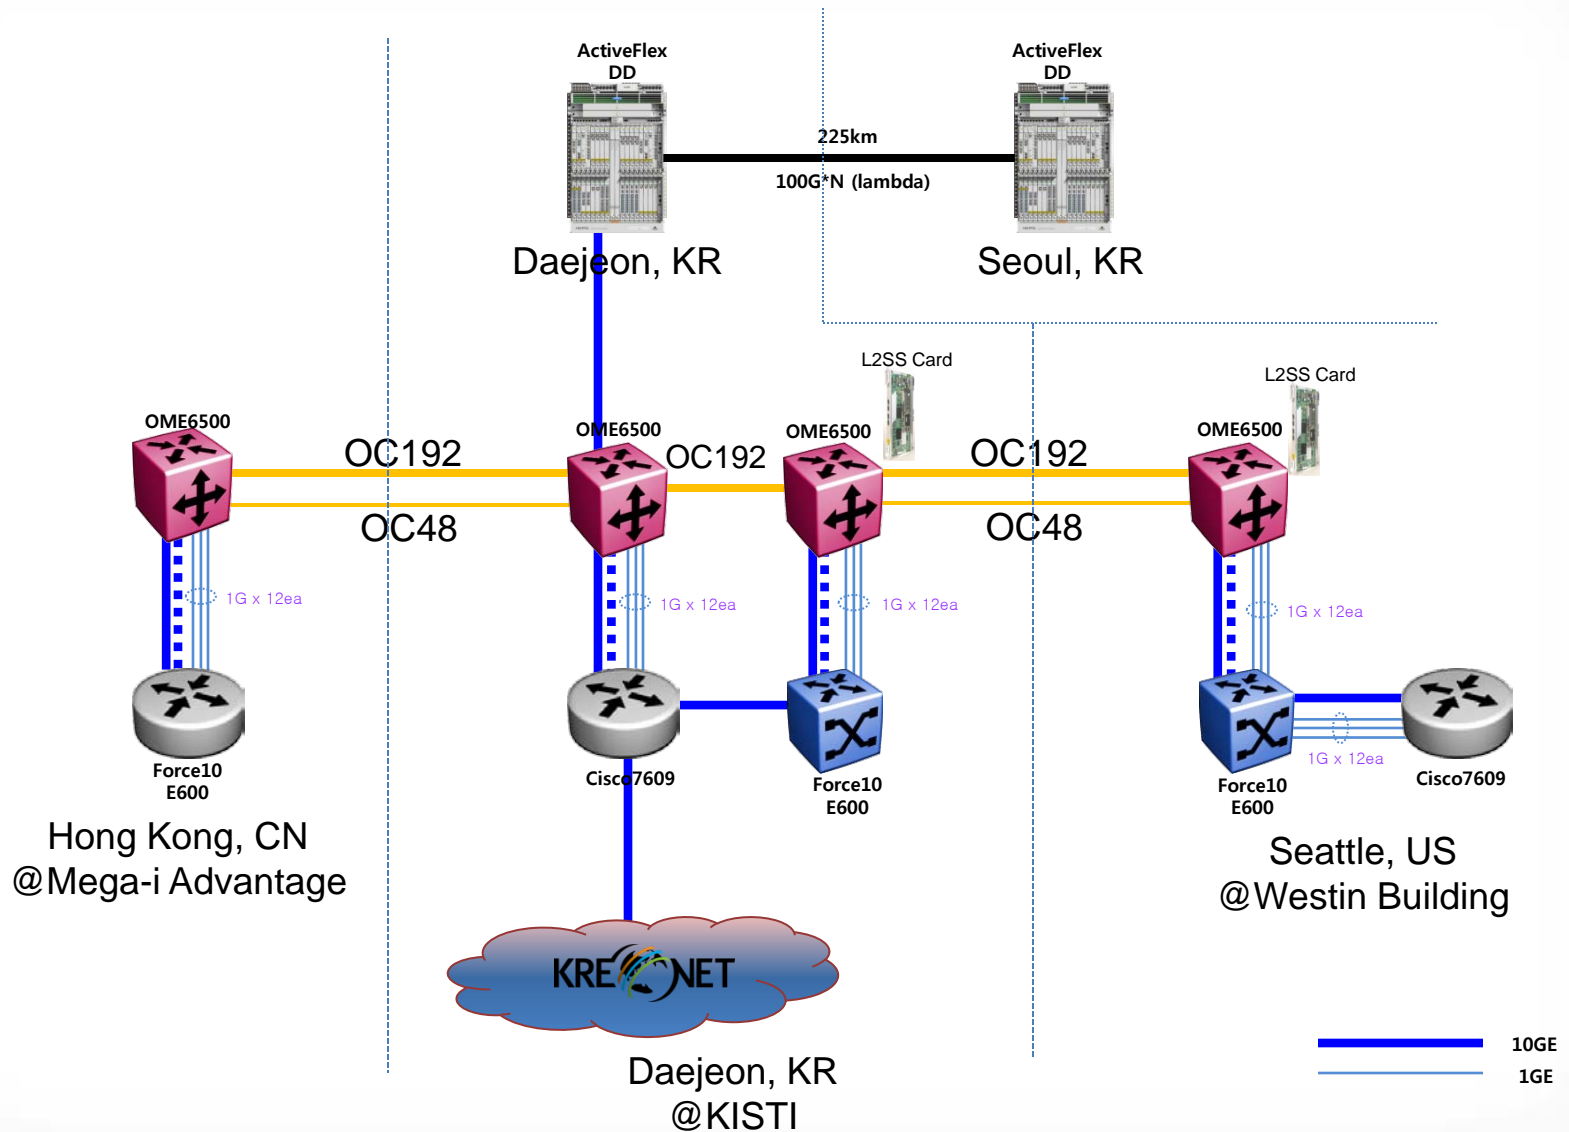 ActiveFlex
DD
ActiveFlex
DD
225km
100G*N (lambda)
Daejeon, KR
Seoul, KR
L2SS Card
L2SS Card
OME6500
OME6500
OME6500
OME6500
OC192
OC192
OC192
OC48
OC48
1G x 12ea
1G x 12ea
1G x 12ea
1G x 12ea
1G x 12ea
Force10
E600
Cisco7609
Force10
E600
Force10
E600
Cisco7609
Hong Kong, CN
@Mega-i Advantage
Seattle, US
@Westin Building
KREONET
Daejeon, KR
@KISTI
10GE
1GE